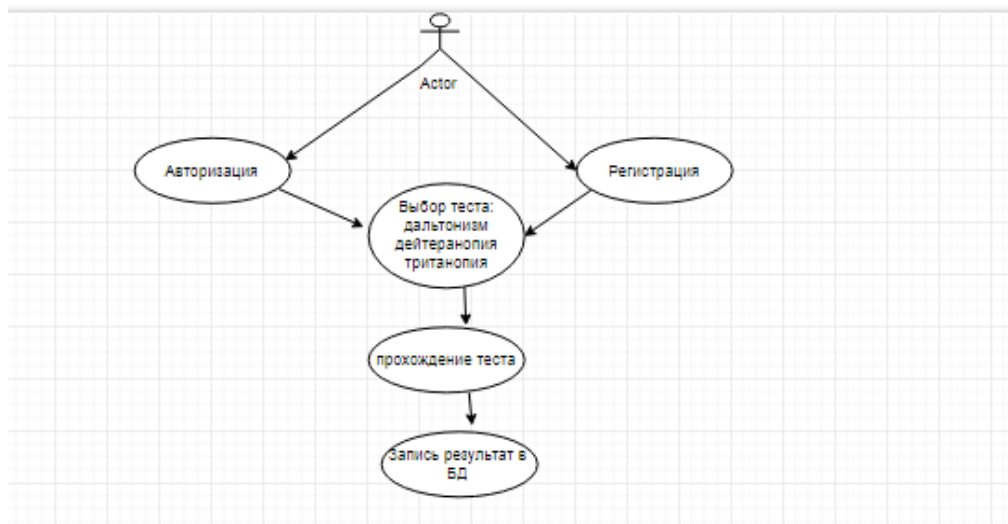 Actor
Авторизация
Регистрация
Выбор теста:
дальтонизм
дейтеранопия
тританопия
прохождение теста
Запись результат в
БД